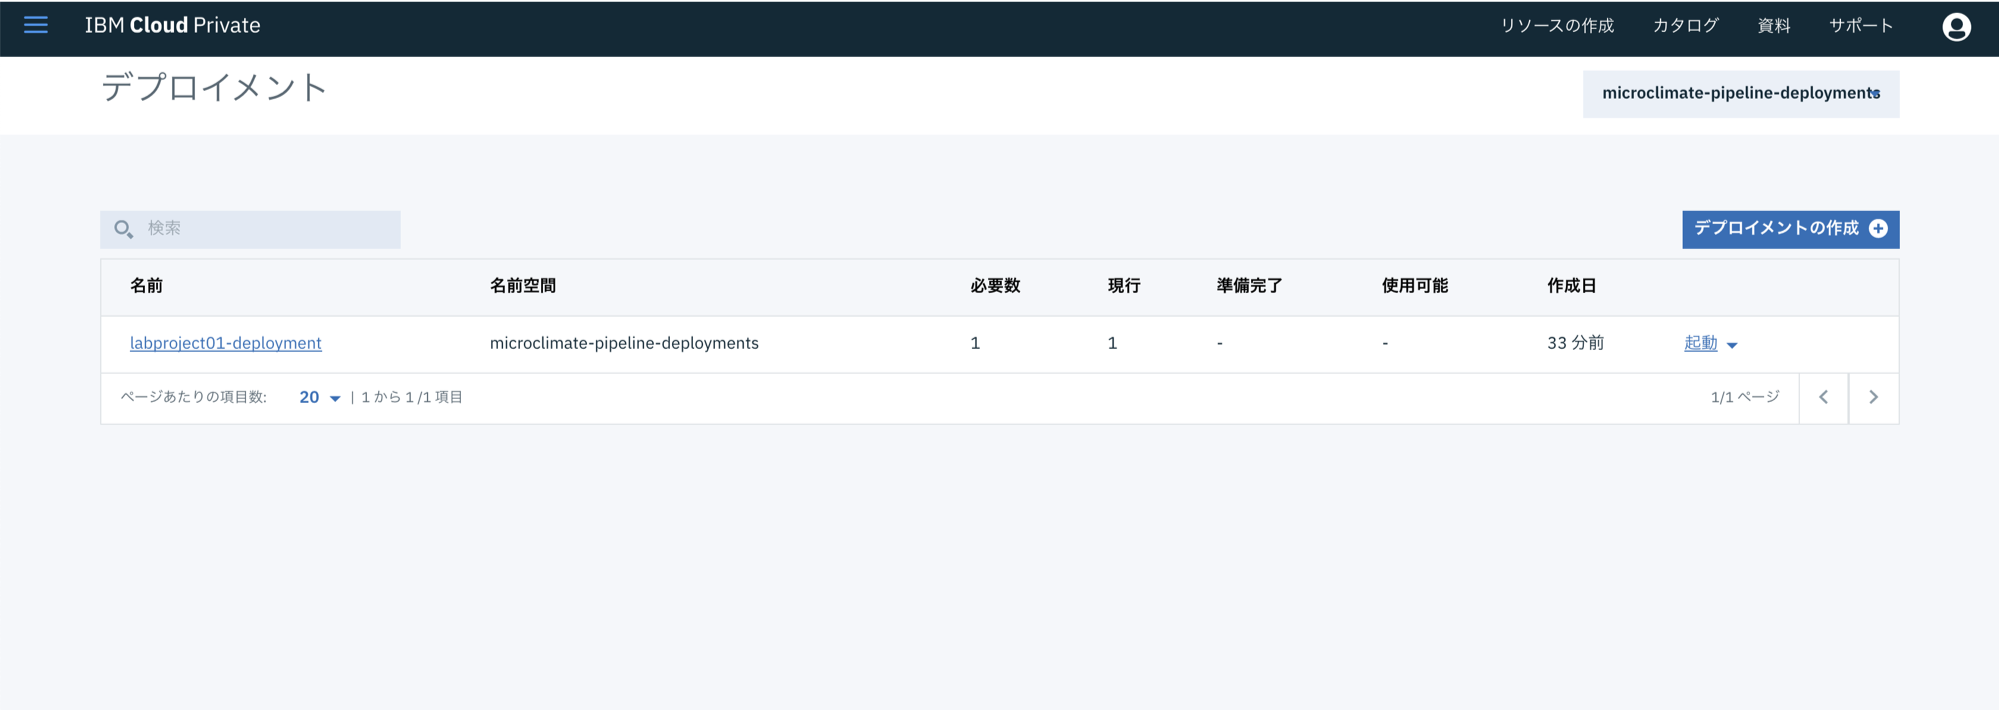 IBM Cloud Private リソースの作成 カタログ 資料 サポート
デプロイメント
microclimate-pipeline-deployments
検索
デプロイメントの作成
名前 名前空間 必要数 現行 準備完了 使用可能 作成日
labproject01-deployment microclimate-pipeline-deployments 1 1 - - 33 分前 起動
ページあたりの項目数: 20 | 1 から 1 /1 項目 1/1 ページ